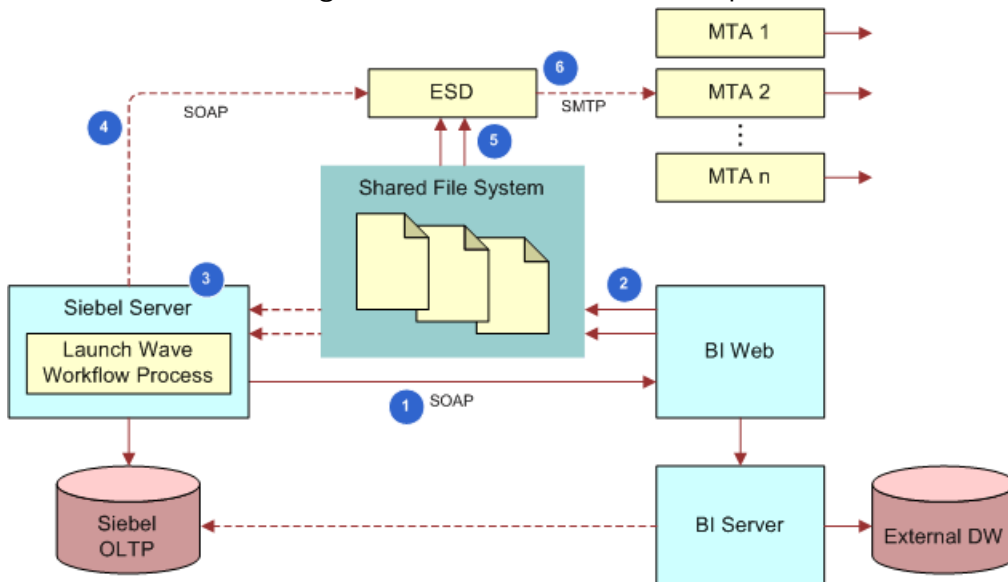 MTA 1
6
ESD
MTA 2
4
SOAP
SMTP
5
MTA n
Shared File System
3
2
Siebel Server
Launch Wave
Workflow Process
BI Web
1
SOAP
Siebel
OLTP
BI Server
External DW